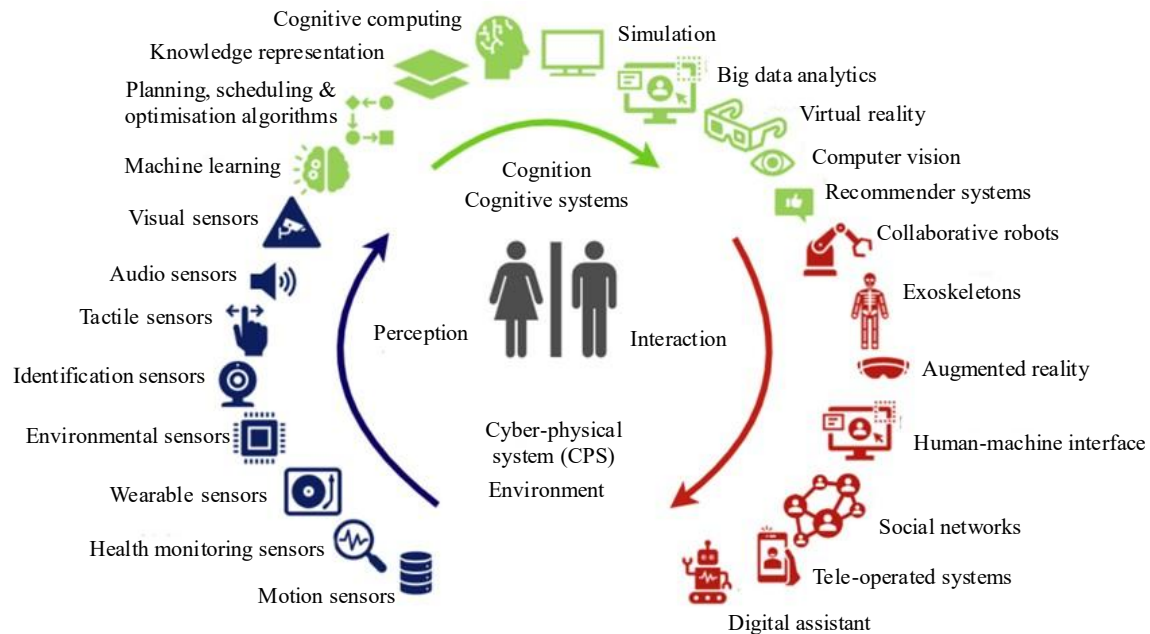 Cognitive computing
Knowledge representation
Planning, scheduling &
optimisation algorithms
Machine learning
Visual sensors
Audio sensors
Tactile sensors
Identification sensors
Environmental sensors
Wearable sensors
Health monitoring sensors
Motion sensors
Simulation
Big data analytics
Virtual reality
Computer vision
Recommender systems
Collaborative robots
Exoskeletons
Augmented reality
Human-machine interface
Social networks
Tele-operated systems
Digital assistant
Cognition
Cognitive systems
Perception
Interaction
Cyber-physical
system (CPS)
Environment